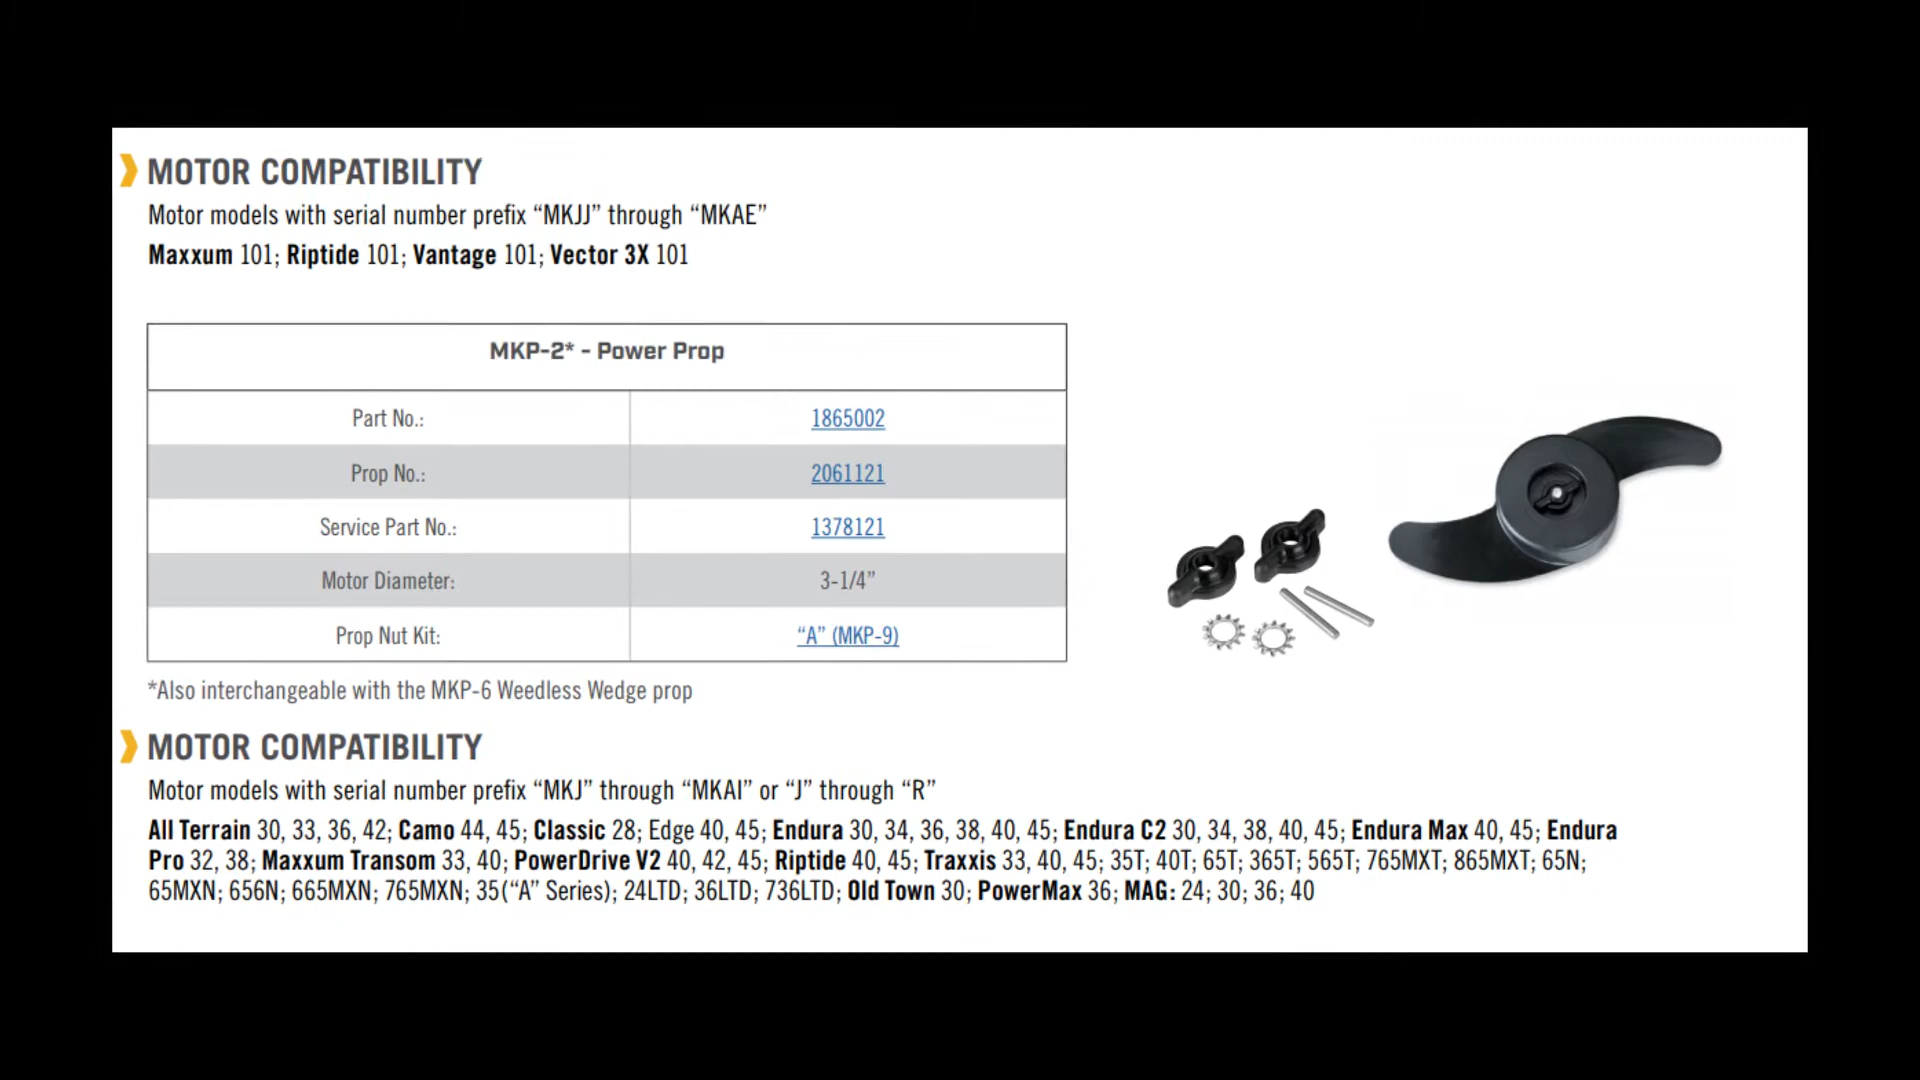 MOTOR COMPATIBILITY
Motor models with serial number prefix “MKJJ” through “MKAE”
Maxxum 101; Riptide 101; Vantage 101; Vector 3X 101
MKP-2* - Power Prop
Part No.: 1865002
Prop No.: 2061121
Service Part No.: 1378121
Motor Diameter: 3-1/4”
Prop Nut Kit: “A” (MKP-9)
*Also interchangeable with the MKP-6 Weedless Wedge prop
MOTOR COMPATIBILITY
Motor models with serial number prefix “MKJ” through “MKAI” or “J” through “R”
All Terrain 30, 33, 36, 42; Camo 44, 45; Classic 28; Edge 40, 45; Endura 30, 34, 36, 38, 40, 45; Endura C2 30, 34, 38, 40, 45; Endura Max 40, 45; Endura
Pro 32, 38; Maxxum Transom 33, 40; PowerDrive V2 40, 42, 45; Riptide 40, 45; Traxxis 33, 40, 45; 35T; 40T; 65T; 365T; 565T; 765MXT; 865MXT; 65N;
65MXN; 656N; 665MXN; 765MXN; 35(“A” Series); 24LTD; 36LTD; 736LTD; Old Town 30; PowerMax 36; MAG: 24; 30; 36; 40